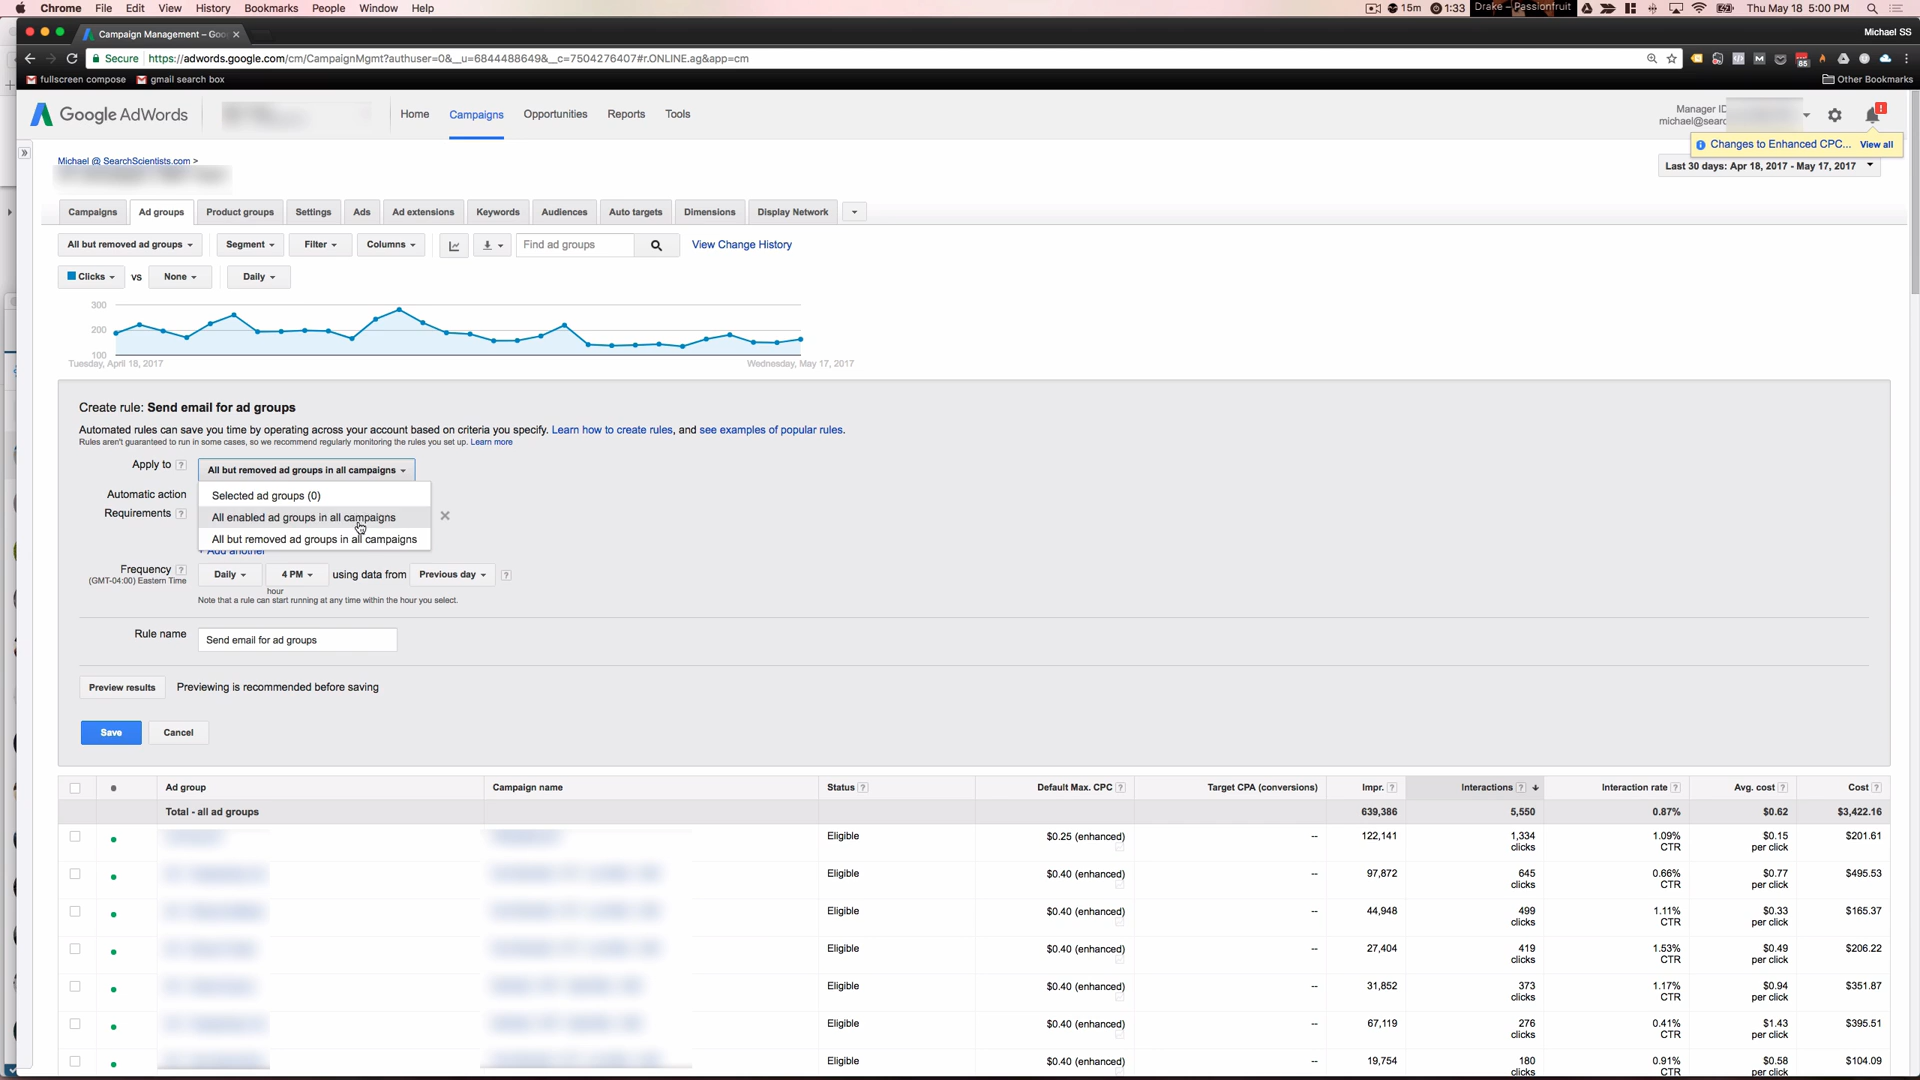 Chrome File Edit View History Bookmarks People Window Help
15m 1:33 Drake – Passionfruit Thu May 18 5:00 PM
Campaign Management – Goo
Michael SS
Secure https://adwords.google.com/cm/CampaignMgmt?authuser=0&__u=6844488649&__c=7504276407#r.ONLINE.ag&app=cm
85
fullscreen compose gmail search box Other Bookmarks
Google AdWords Home Campaigns Opportunities Reports Tools
Manager ID
michael@searc
!
Changes to Enhanced CPC... View all
Michael @ SearchScientists.com >
Last 30 days: Apr 18, 2017 - May 17, 2017
Campaigns Ad groups Product groups Settings Ads Ad extensions Keywords Audiences Auto targets Dimensions Display Network
All but removed ad groups Segment Filter Columns Find ad groups View Change History
Clicks vs None Daily
300
200
100
Tuesday, April 18, 2017 Wednesday, May 17, 2017
Create rule: Send email for ad groups
Automated rules can save you time by operating across your account based on criteria you specify. Learn how to create rules, and see examples of popular rules.
Rules aren't guaranteed to run in some cases, so we recommend regularly monitoring the rules you set up. Learn more
Apply to ? All but removed ad groups in all campaigns
Automatic action Selected ad groups (0)
Requirements ? All enabled ad groups in all campaigns
All but removed ad groups in all campaigns
+ Add another
Frequency ? Daily 4 PM using data from Previous day ?
(GMT-04:00) Eastern Time
hour
Note that a rule can start running at any time within the hour you select.
Rule name Send email for ad groups
Preview results Previewing is recommended before saving
Save Cancel
Ad group Campaign name Status ? Default Max. CPC ? Target CPA (conversions) Impr. ? Interactions ? Interaction rate ? Avg. cost ? Cost ?
Total - all ad groups 639,386 5,550 0.87% $0.62 $3,422.16
Eligible $0.25 (enhanced) -- 122,141 1,334 1.09% $0.15 $201.61
clicks CTR per click
Eligible $0.40 (enhanced) -- 97,872 645 0.66% $0.77 $495.53
clicks CTR per click
Eligible $0.40 (enhanced) -- 44,948 499 1.11% $0.33 $165.37
clicks CTR per click
Eligible $0.40 (enhanced) -- 27,404 419 1.53% $0.49 $206.22
clicks CTR per click
Eligible $0.40 (enhanced) -- 31,852 373 1.17% $0.94 $351.87
clicks CTR per click
Eligible $0.40 (enhanced) -- 67,119 276 0.41% $1.43 $395.51
clicks CTR per click
Eligible $0.40 (enhanced) -- 19,754 180 0.91% $0.58 $104.09
clicks CTR per click